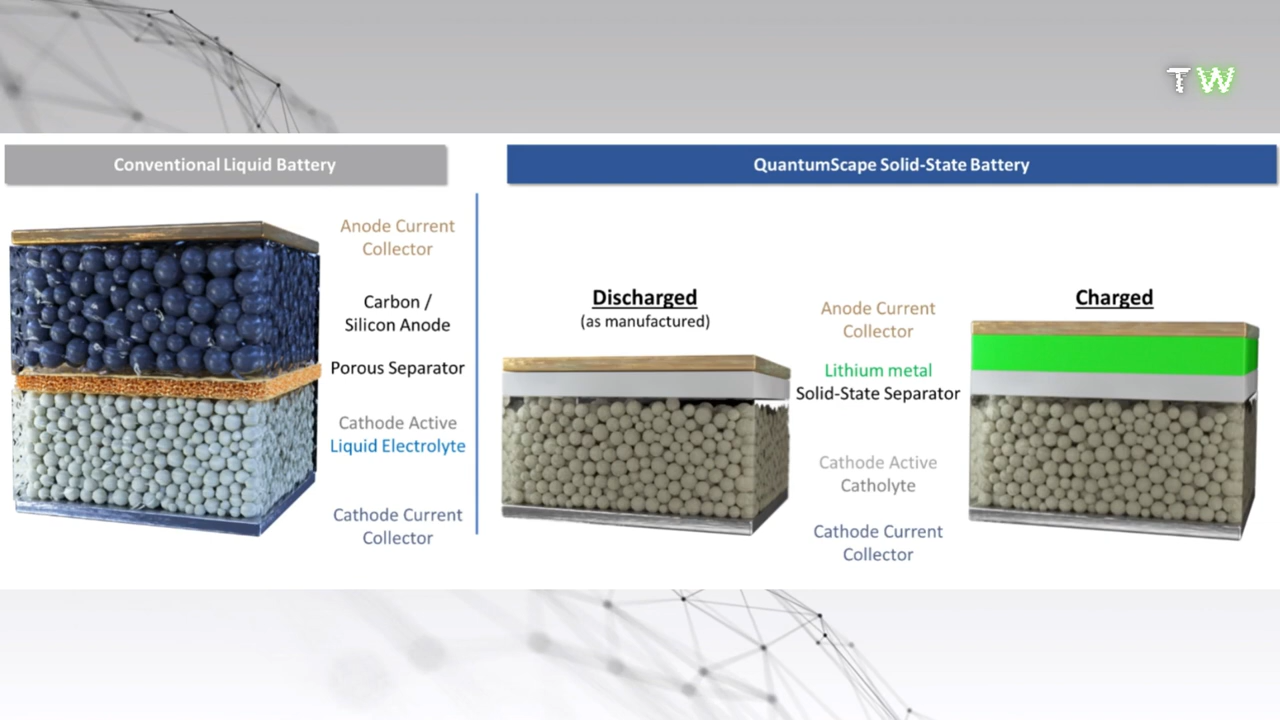 TW
Conventional Liquid Battery
Anode Current
Collector
Carbon /
Silicon Anode
Porous Separator
Cathode Active
Liquid Electrolyte
Cathode Current
Collector
QuantumScape Solid-State Battery
Discharged
(as manufactured)
Anode Current
Collector
Lithium metal
Solid-State Separator
Cathode Active
Catholyte
Cathode Current
Collector
Charged